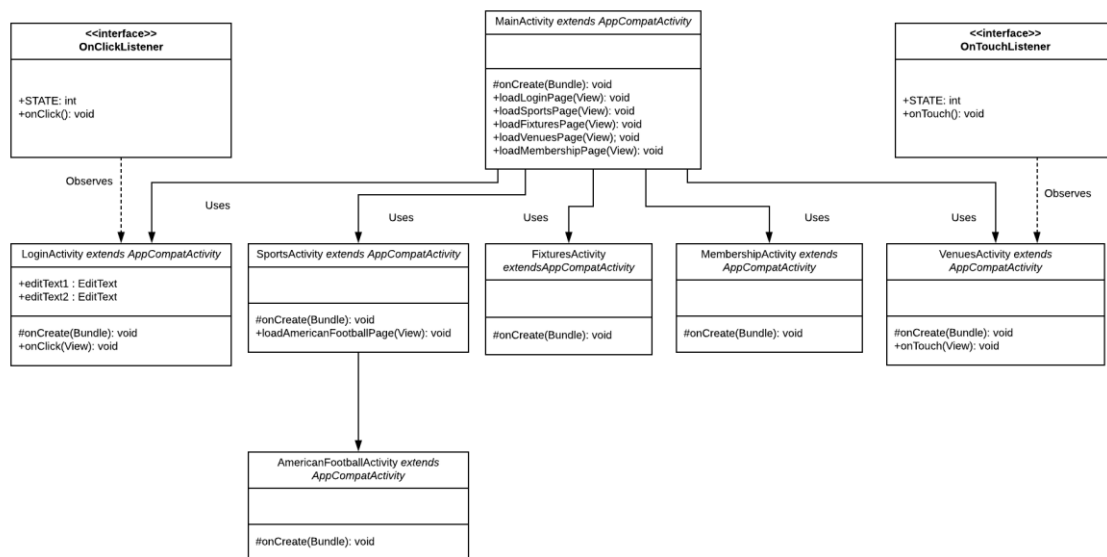 MainActivity extends AppCompatActivity
#onCreate(Bundle): void
+loadLoginPage(View): void
+loadSportsPage(View): void
+loadFixturesPage(View): void
+loadVenuesPage(View); void
+loadMembershipPage(View): void
<<interface>>
OnClickListener
+STATE: int
+onClick(): void
<<interface>>
OnTouchListener
+STATE: int
+onTouch(): void
Observes
Uses
Uses
Uses
Uses
Uses
Observes
LoginActivity extends AppCompatActivity
+editText1 : EditText
+editText2 : EditText
#onCreate(Bundle): void
+onClick(View): void
SportsActivity extends AppCompatActivity
#onCreate(Bundle): void
+loadAmericanFootballPage(View): void
FixturesActivity
extendsAppCompatActivity
#onCreate(Bundle): void
MembershipActivity extends
AppCompatActivity
#onCreate(Bundle): void
VenuesActivity extends
AppCompatActivity
#onCreate(Bundle): void
+onTouch(View): void
AmericanFootballActivity extends
AppCompatActivity
#onCreate(Bundle): void